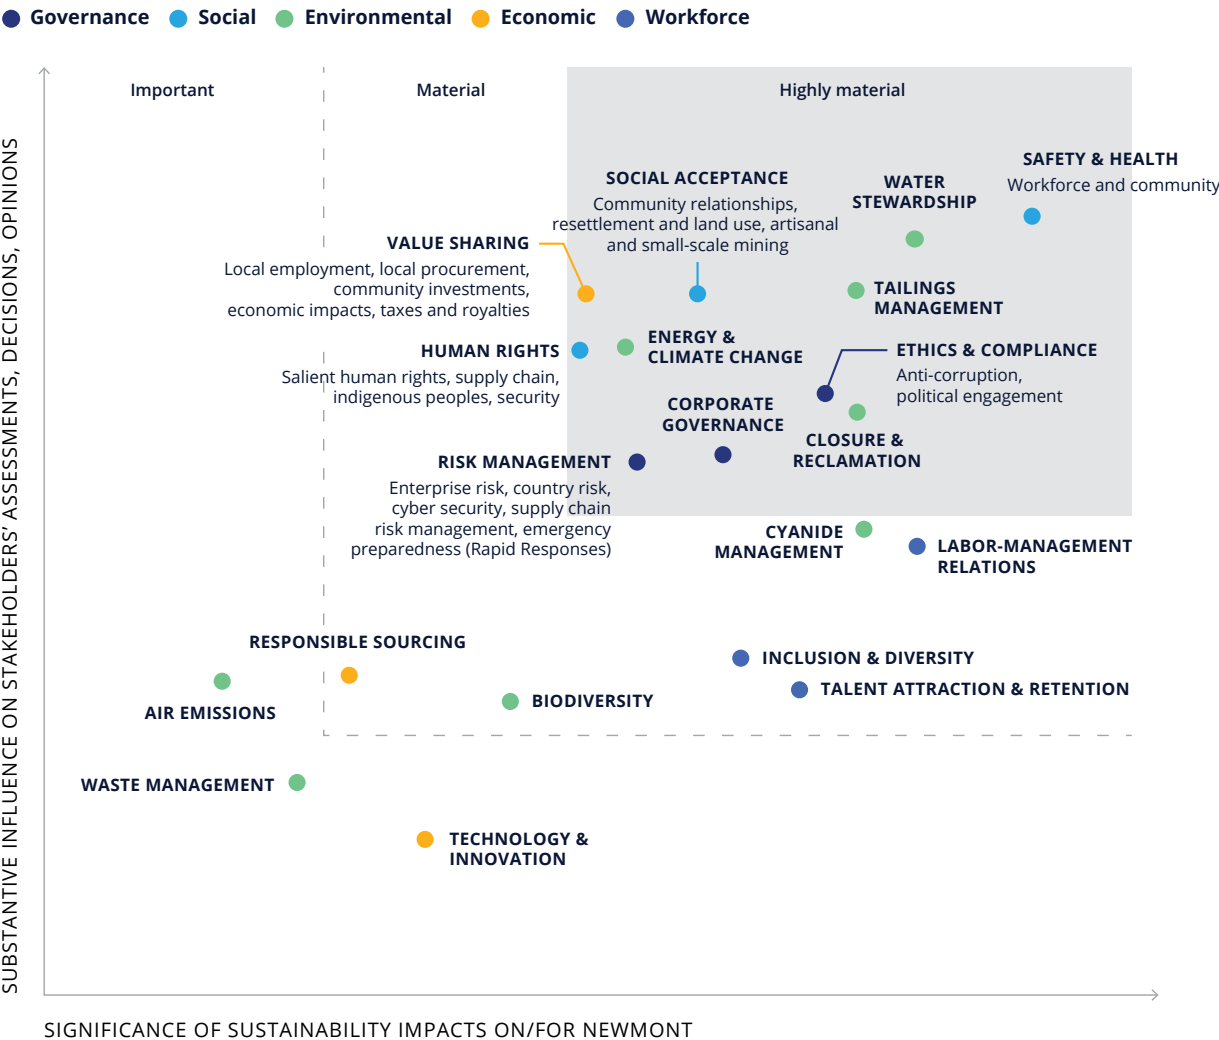 Governance Social Environmental Economic Workforce
Important Material Highly material
SAFETY & HEALTH
Workforce and community
SOCIAL ACCEPTANCE
Community relationships,
resettlement and land use, artisanal
and small-scale mining
WATER
STEWARDSHIP
VALUE SHARING
Local employment, local procurement,
community investments,
economic impacts, taxes and royalties
TAILINGS
MANAGEMENT
HUMAN RIGHTS
Salient human rights, supply chain,
indigenous peoples, security
ENERGY &
CLIMATE CHANGE
ETHICS & COMPLIANCE
Anti-corruption,
political engagement
CORPORATE
GOVERNANCE
CLOSURE &
RECLAMATION
RISK MANAGEMENT
Enterprise risk, country risk,
cyber security, supply chain
risk management, emergency
preparedness (Rapid Responses)
CYANIDE
MANAGEMENT
LABOR-MANAGEMENT
RELATIONS
RESPONSIBLE SOURCING
INCLUSION & DIVERSITY
TALENT ATTRACTION & RETENTION
BIODIVERSITY
AIR EMISSIONS
WASTE MANAGEMENT
TECHNOLOGY &
INNOVATION
SUBSTANTIVE INFLUENCE ON STAKEHOLDERS’ ASSESSMENTS, DECISIONS, OPINIONS
SIGNIFICANCE OF SUSTAINABILITY IMPACTS ON/FOR NEWMONT